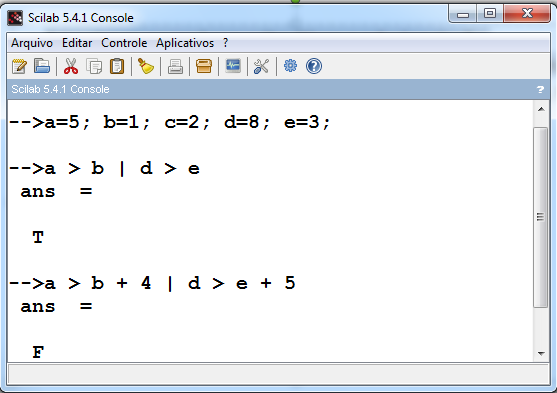 Scilab 5.4.1 Console
Arquivo Editar Controle Aplicativos ?
Scilab 5.4.1 Console ?
-->a=5; b=1; c=2; d=8; e=3;
-->a > b | d > e
ans =
T
-->a > b + 4 | d > e + 5
ans =
F